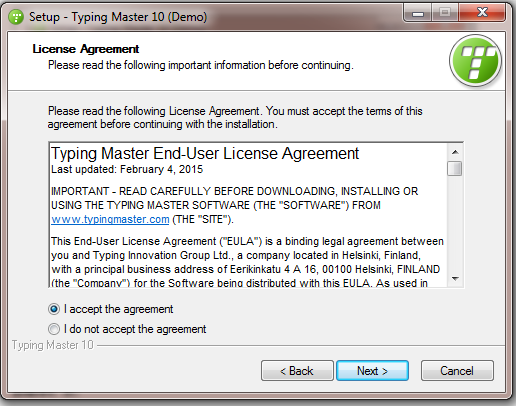 Setup - Typing Master 10 (Demo)
License Agreement
Please read the following important information before continuing.
Please read the following License Agreement. You must accept the terms of this
agreement before continuing with the installation.
Typing Master End-User License Agreement
Last updated: February 4, 2015
IMPORTANT - READ CAREFULLY BEFORE DOWNLOADING, INSTALLING OR
USING THE TYPING MASTER SOFTWARE (THE "SOFTWARE") FROM
www.typingmaster.com (THE "SITE").
This End-User License Agreement ("EULA") is a binding legal agreement between
you and Typing Innovation Group Ltd., a company located in Helsinki, Finland,
with a principal business address of Eerikinkatu 4 A 16, 00100 Helsinki, FINLAND
(the "Company") for the Software being distributed with this EULA. As used in
I accept the agreement
I do not accept the agreement
Typing Master 10
< Back
Next >
Cancel